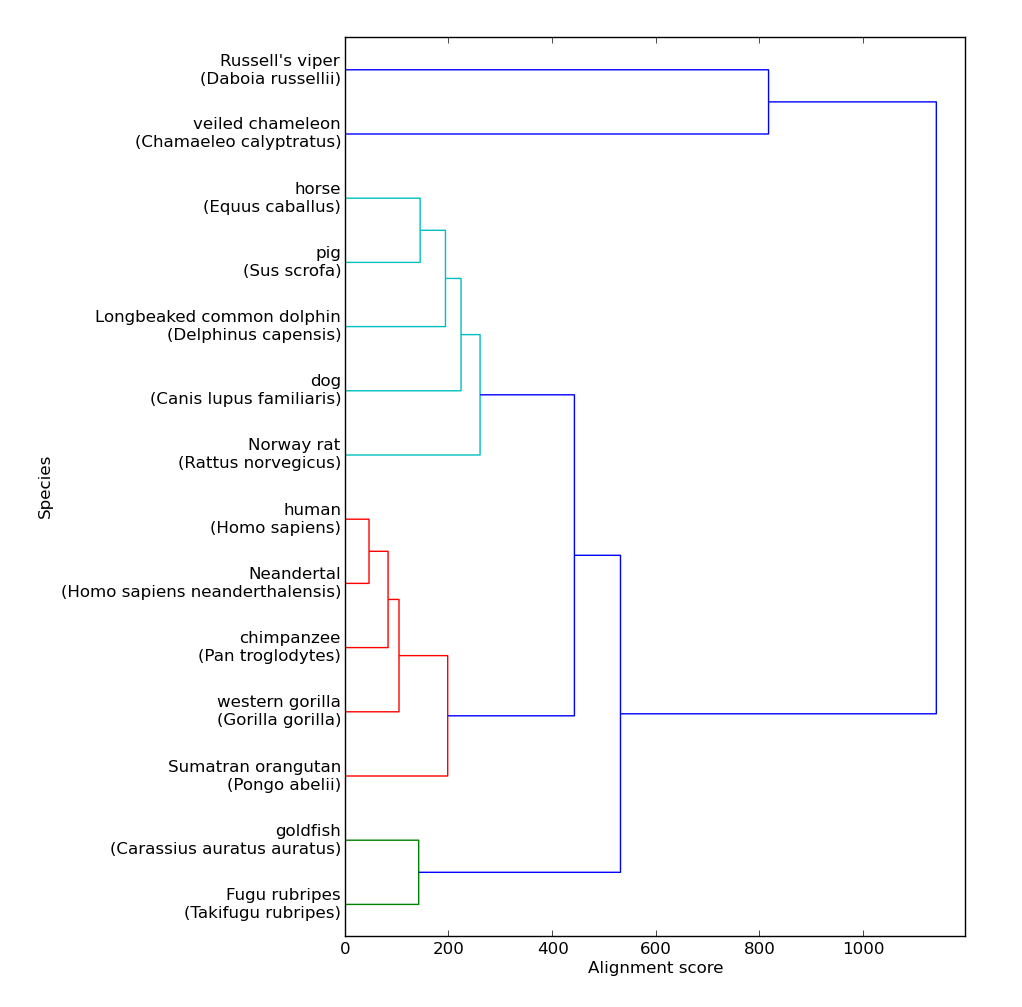 Russell's viper
(Daboia russellii)
veiled chameleon
(Chamaeleo calyptratus)
horse
(Equus caballus)
pig
(Sus scrofa)
Longbeaked common dolphin
(Delphinus capensis)
dog
(Canis lupus familiaris)
Norway rat
(Rattus norvegicus)
Species
human
(Homo sapiens)
Neandertal
(Homo sapiens neanderthalensis)
chimpanzee
(Pan troglodytes)
western gorilla
(Gorilla gorilla)
Sumatran orangutan
(Pongo abelii)
goldfish
(Carassius auratus auratus)
Fugu rubripes
(Takifugu rubripes)
0 200 400 600 800 1000
Alignment score